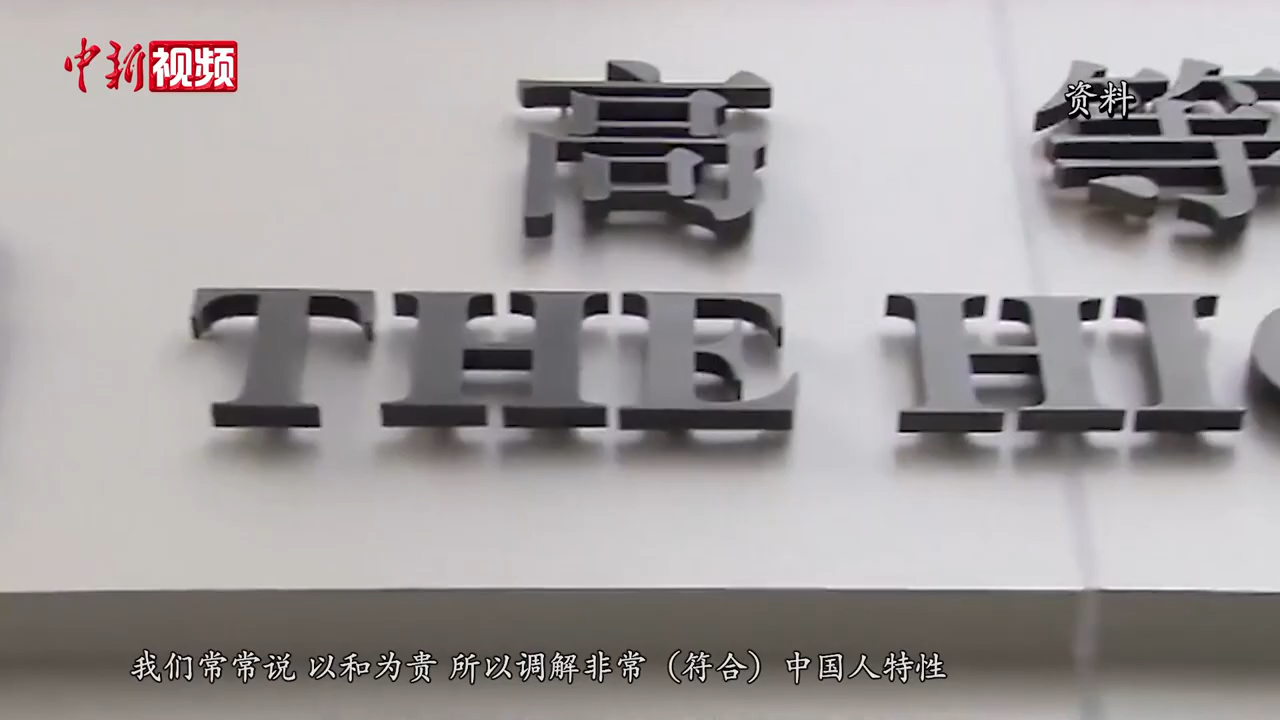 中新视频
资料
高等
THE HI
我们常常说 以和为贵 所以调解非常（符合）中国人特性